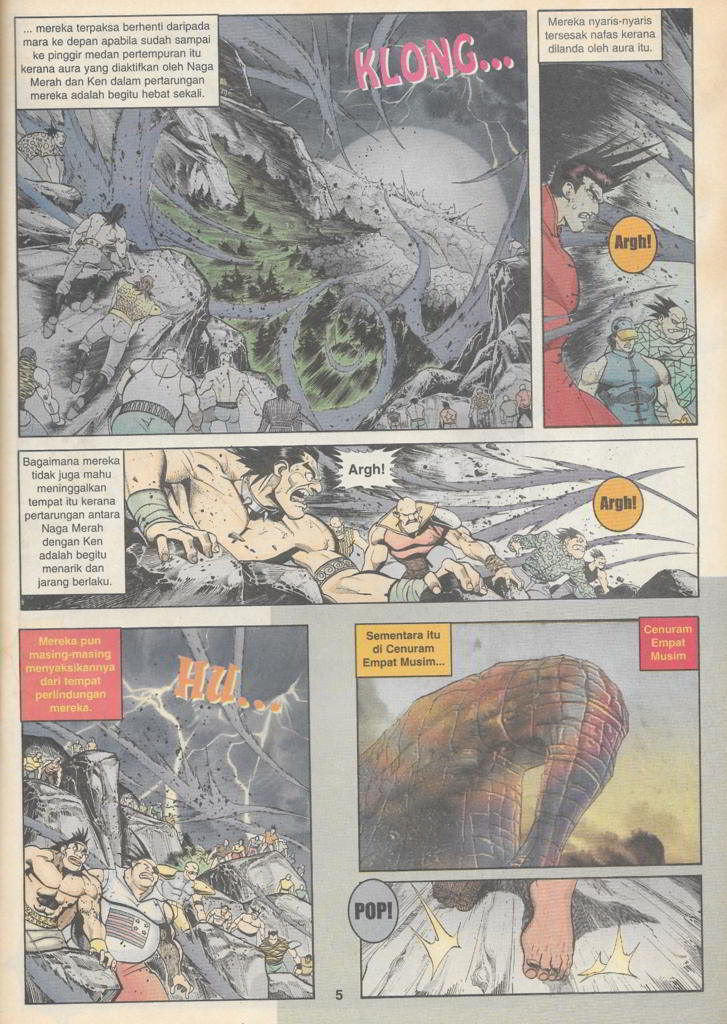 ... mereka terpaksa berhenti daripada
mara ke depan apabila sudah sampai
ke pinggir medan pertempuran itu
kerana aura yang diaktifkan oleh Naga
Merah dan Ken dalam pertarungan
mereka adalah begitu hebat sekali.
KLONG...
Mereka nyaris-nyaris
tersesak nafas kerana
dilanda oleh aura itu.
Argh!
Bagaimana mereka
tidak juga mahu
meninggalkan
tempat itu kerana
pertarungan antara
Naga Merah
dengan Ken
adalah begitu
menarik dan
jarang berlaku.
Argh!
Argh!
Mereka pun
masing-masing
menyaksikannya
dari tempat
perlindungan
mereka.
HU...
Sementara itu
di Cenuram
Empat Musim...
Cenuram
Empat
Musim
POP!
5